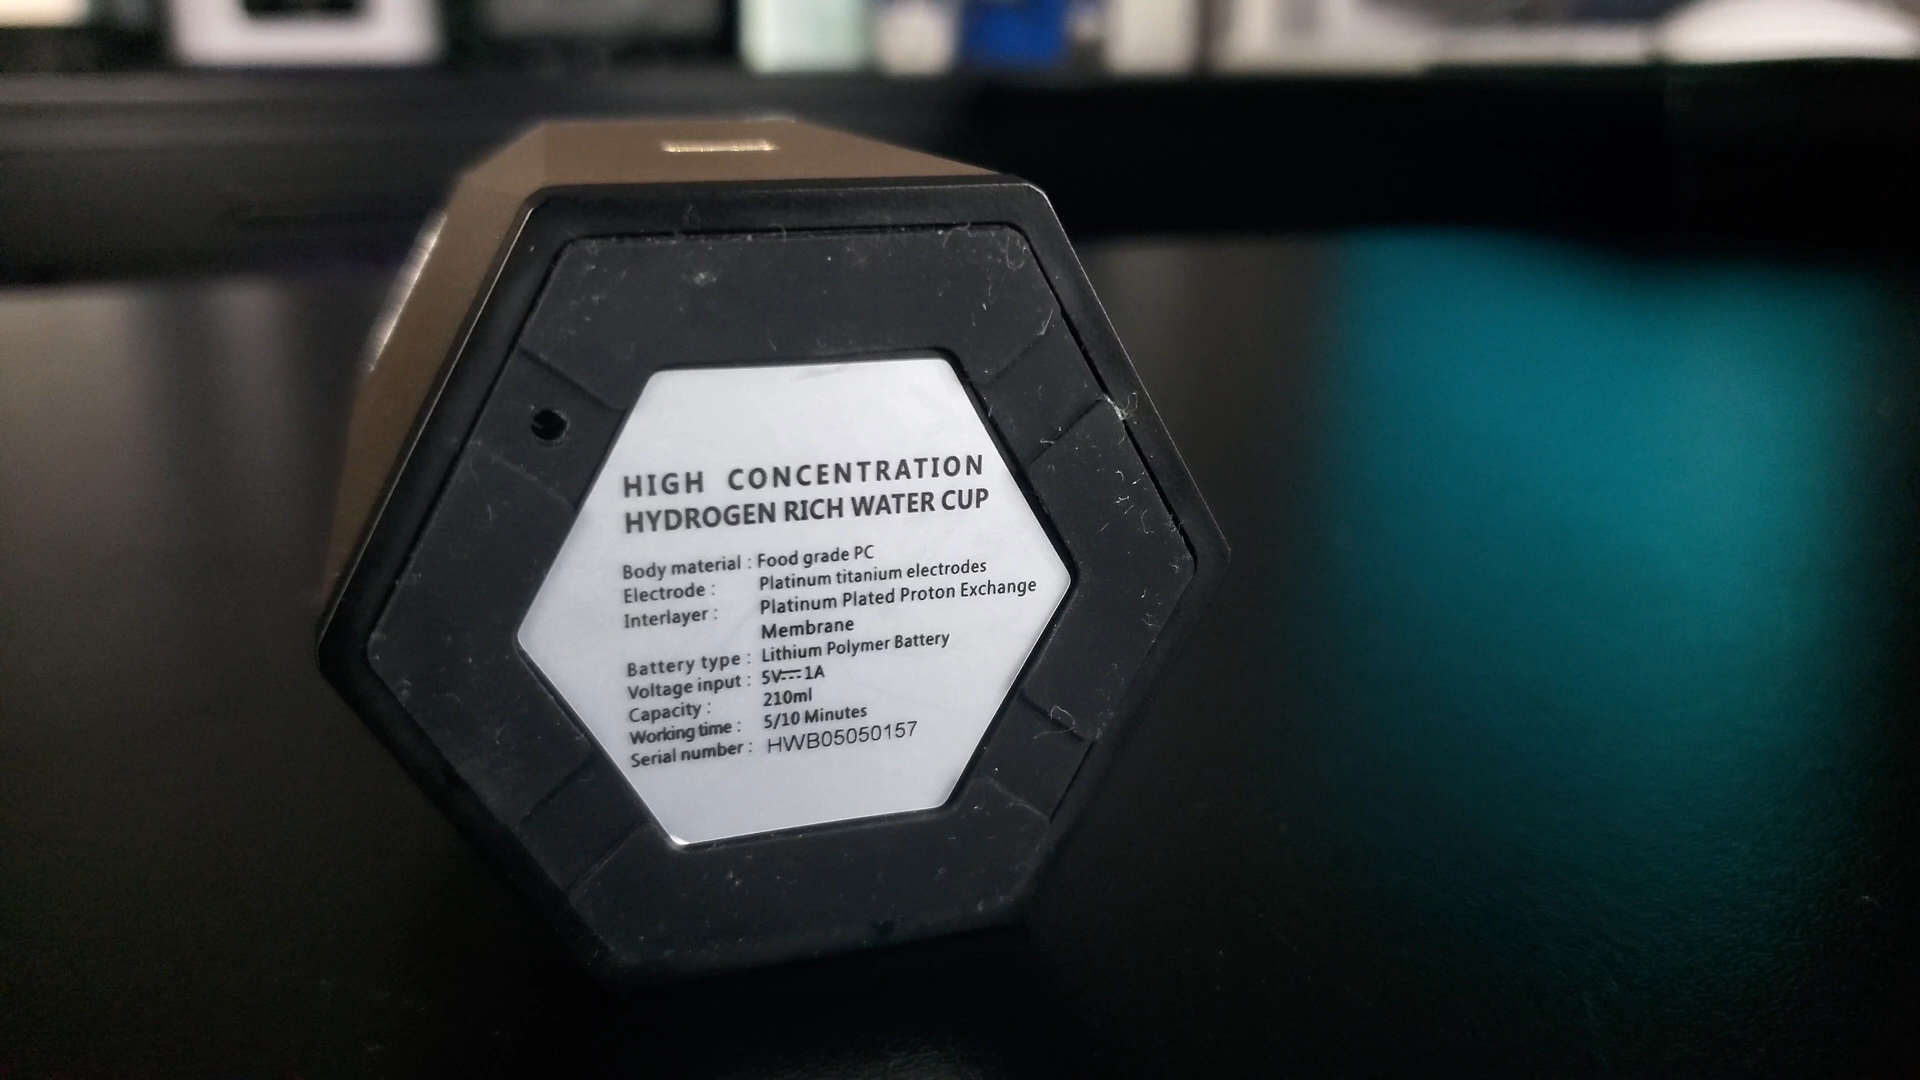 HIGH CONCENTRATION
HYDROGEN RICH WATER CUP
Body material : Food grade PC
Electrode : Platinum titanium electrodes
Interlayer : Platinum Plated Proton Exchange
Membrane
Battery type : Lithium Polymer Battery
Voltage input : 5V⎓1A
Capacity : 210ml
Working time : 5/10 Minutes
Serial number : HWB05050157